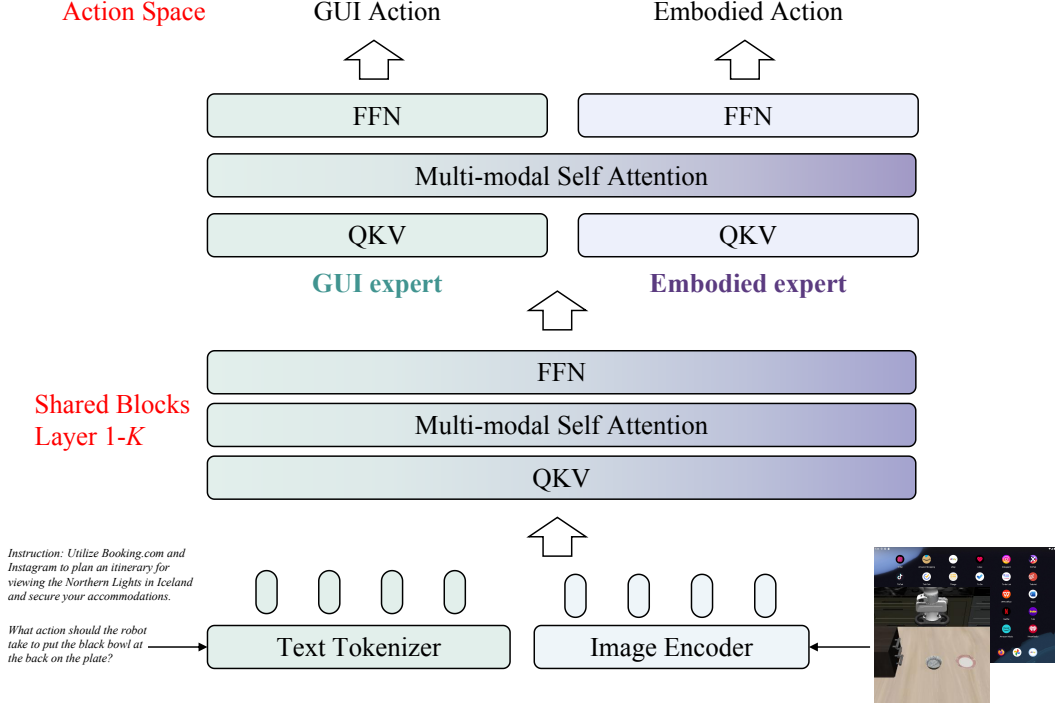 Action Space
GUI Action
Embodied Action
FFN
FFN
Multi-modal Self Attention
QKV
QKV
GUI expert
Embodied expert
FFN
Shared Blocks
Layer 1-K
Multi-modal Self Attention
QKV
Instruction: Utilize Booking.com and
Instagram to plan an itinerary for
viewing the Northern Lights in Iceland
and secure your accommodations.
What action should the robot
take to put the black bowl at
the back on the plate?
Text Tokenizer
Image Encoder